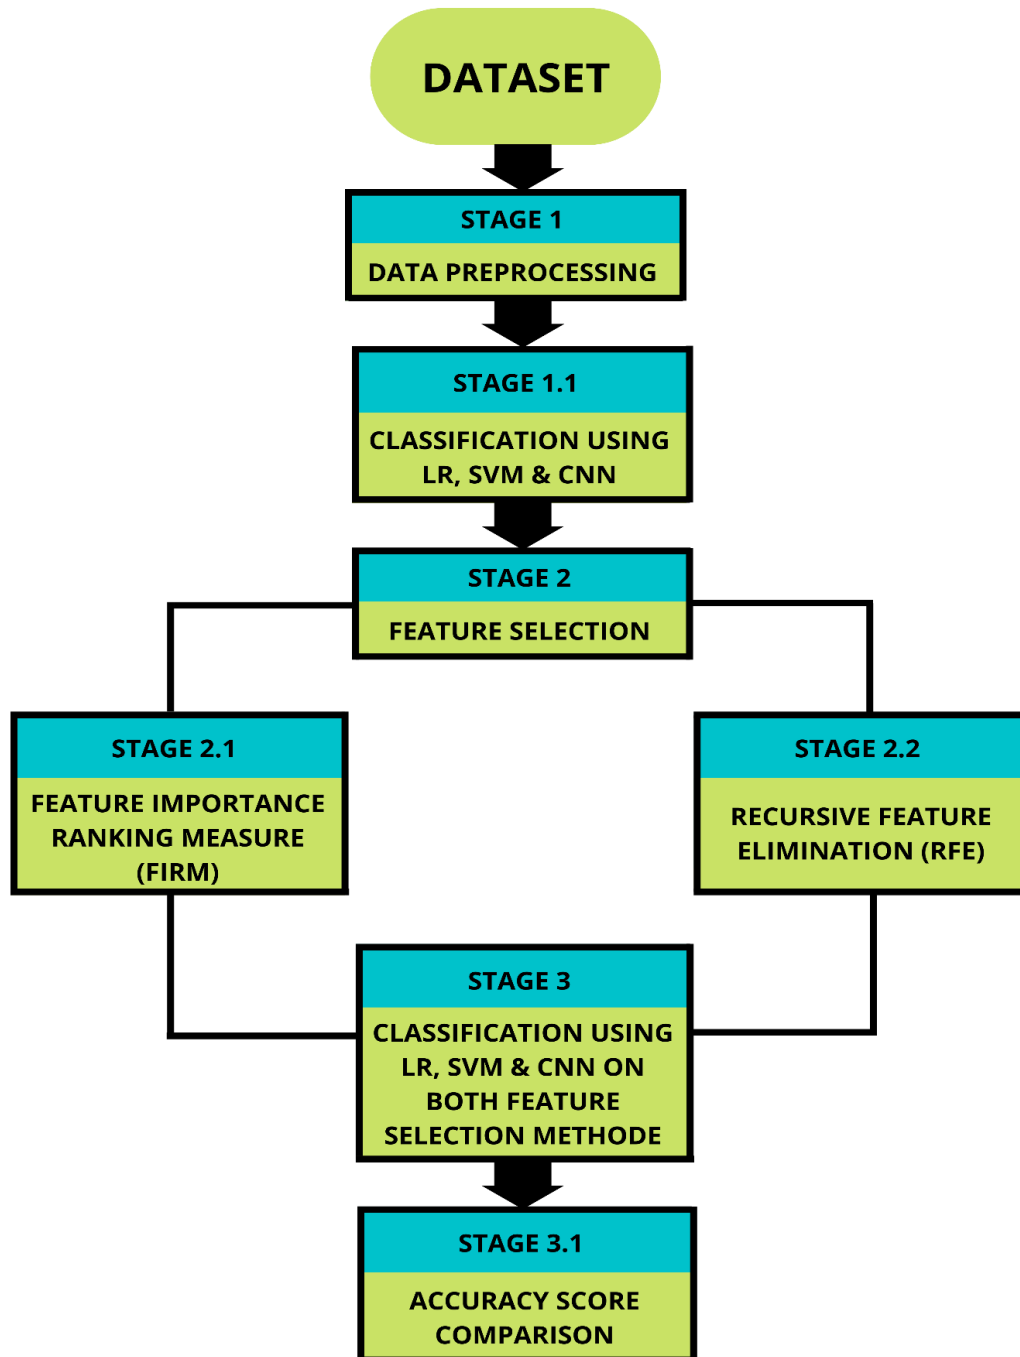 DATASET
STAGE 1
DATA PREPROCESSING
STAGE 1.1
CLASSIFICATION USING
LR, SVM & CNN
STAGE 2
FEATURE SELECTION
STAGE 2.1
FEATURE IMPORTANCE
RANKING MEASURE
(FIRM)
STAGE 2.2
RECURSIVE FEATURE
ELIMINATION (RFE)
STAGE 3
CLASSIFICATION USING
LR, SVM & CNN ON
BOTH FEATURE
SELECTION METHODE
STAGE 3.1
ACCURACY SCORE
COMPARISON